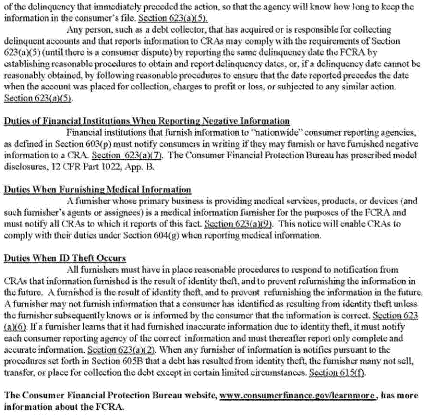 of the delinquency that immediately preceded the action, so that the agency will know how long to keep the
information in the consumer's file. Section 623(a)(5).
Any person, such as a debt collector, that has acquired or is responsible for collecting
delinquent accounts and that reports information to CRAs may comply with the requirements of Section
623(a)(5) (until there is a consumer dispute) by reporting the same delinquency date the FCRA by
establishing reasonable procedures to obtain and report delinquency dates, or, if a delinquency date cannot be
reasonably obtained, by following reasonable procedures to ensure that the date reported precedes the date
when the account was placed for collection, charges to profit or loss, or subjected to any similar action.
Section 623(a)(5).
Duties of Financial Institutions When Reporting Negative Information
Financial institutions that furnish information to "nationwide" consumer reporting agencies,
as defined in Section 603(p) must notify consumers in writing if they may furnish or have furnished negative
information to a CRA. Section 623(a)(7). The Consumer Financial Protection Bureau has prescribed model
disclosures, 12 CFR Part 1022, App. B.
Duties When Furnishing Medical Information
A furnisher whose primary business is providing medical services, products, or devices (and
such furnisher's agents or assignees) is a medical information furnisher for the purposes of the FCRA and
must notify all CRAs to which it reports of this fact. Section 623(a)(9). This notice will enable CRAs to
comply with their duties under Section 604(g) when reporting medical information.
Duties When ID Theft Occurs
All furnishers must have in place reasonable procedures to respond to notification from
CRAs that information furnished is the result of identity theft, and to prevent refurnishing the information in
the future. A furnished is the result of identity theft, and to prevent refurnishing the information in the future.
A furnisher may not furnish information that a consumer has identified as resulting from identity theft unless
the furnisher subsequently knows or is informed by the consumer that the information is correct. Section 623
(a)(6) If a furnisher learns that it had furnished inaccurate information due to identity theft, it must notify
each consumer reporting agency of the correct information and must thereafter report only complete and
accurate information. Section 623(a)(2). When any furnisher of information is notifies pursuant to the
procedures set forth in Section 605B that a debt has resulted from identity theft, the furnisher many not sell,
transfer, or place for collection the debt except in certain limited circumstances. Section 615(f).
The Consumer Financial Protection Bureau website, www.consumerfinance.gov/learnmore, has more
information about the FCRA.